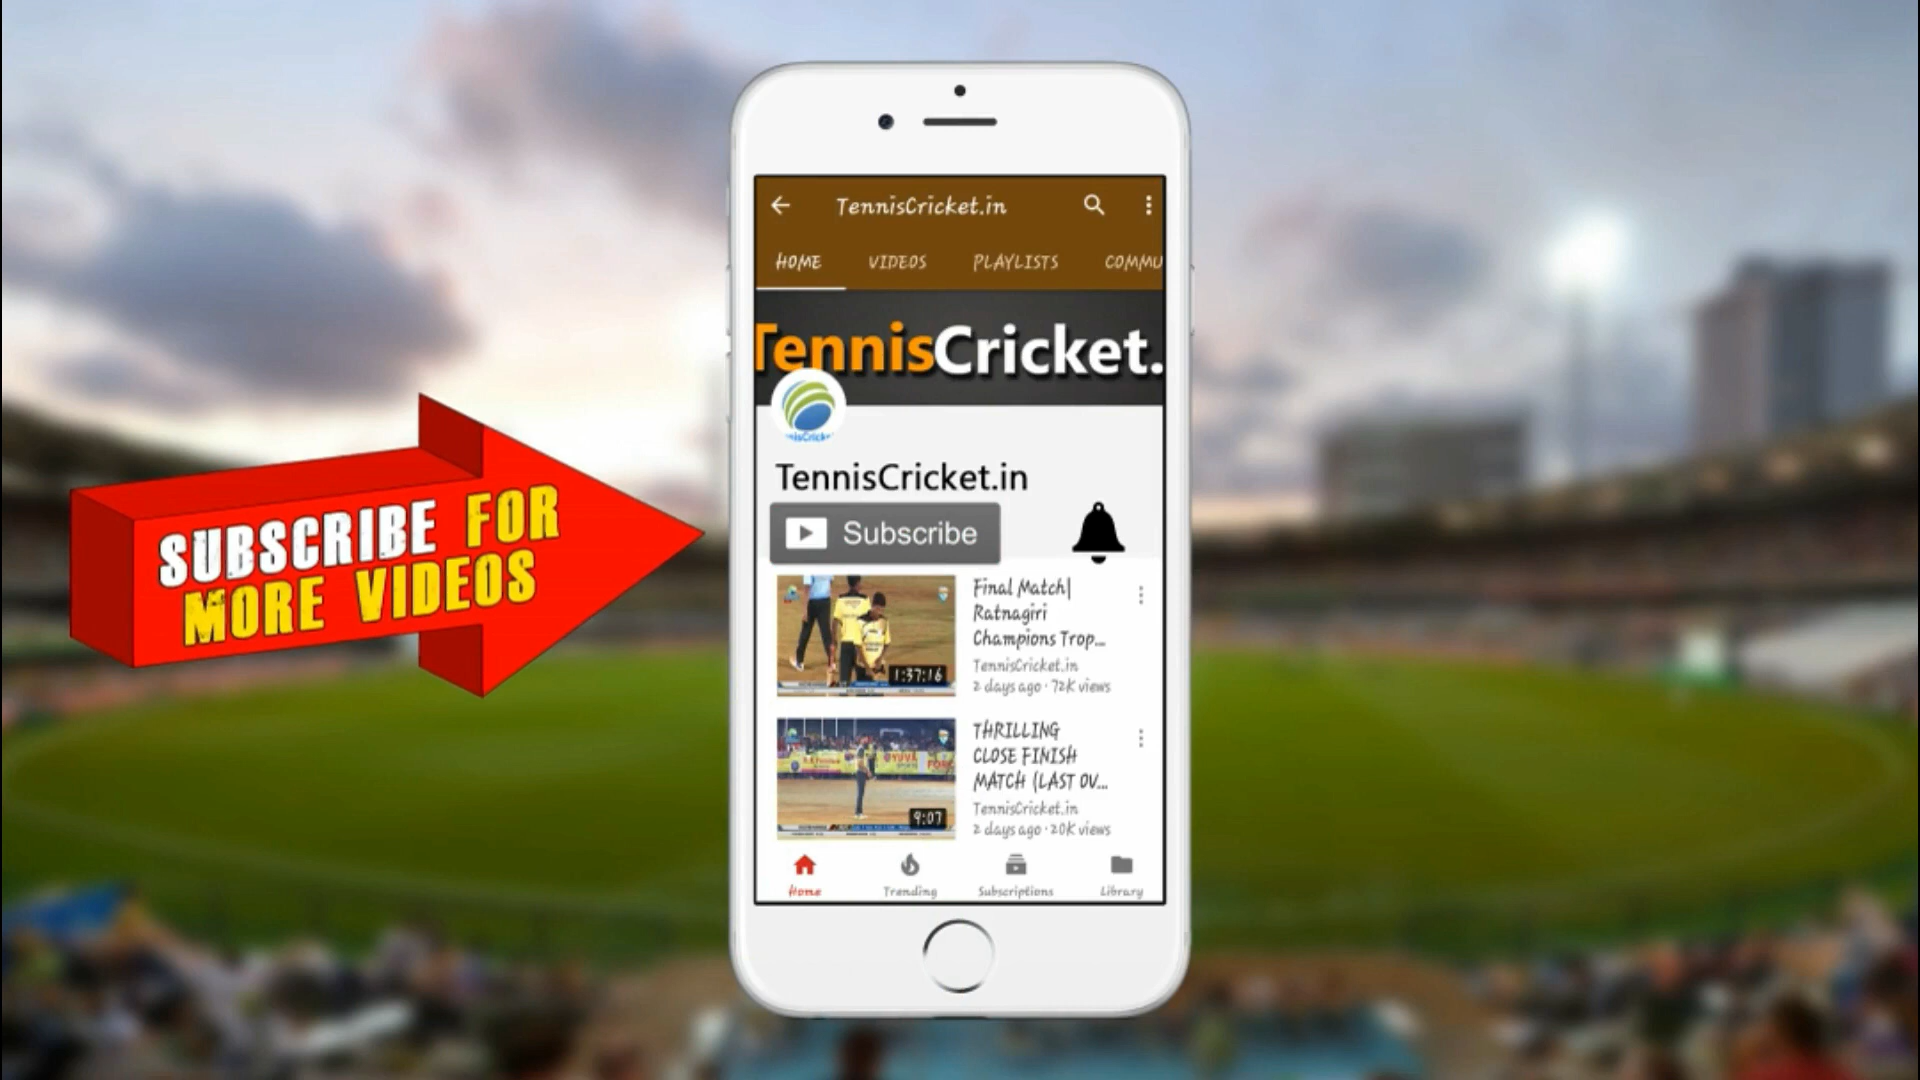 SUBSCRIBE FOR
MORE VIDEOS
TennisCricket.in
HOME VIDEOS PLAYLISTS COMMU
TennisCricket.
TennisCricket.in
Subscribe
Final Match|
Ratnagiri
Champions Trop...
TennisCricket.in
2 days ago · 72K views
1:37:16
THRILLING
CLOSE FINISH
MATCH (LAST OV...
TennisCricket.in
2 days ago · 20K views
9:07
Home Trending Subscriptions Library